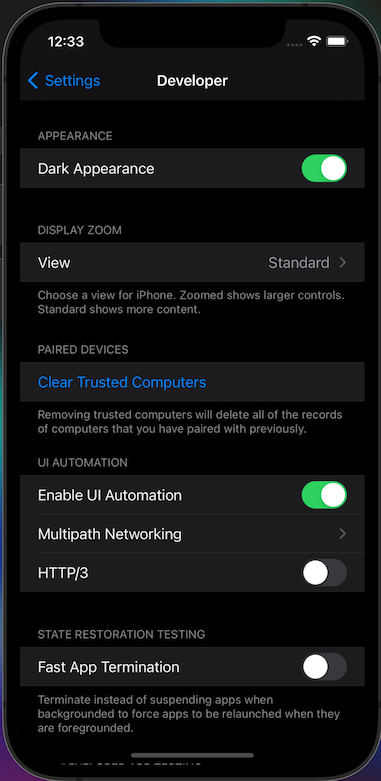 12:33
Settings
Developer
APPEARANCE
Dark Appearance
DISPLAY ZOOM
View Standard
Choose a view for iPhone. Zoomed shows larger controls.
Standard shows more content.
PAIRED DEVICES
Clear Trusted Computers
Removing trusted computers will delete all of the records
of computers that you have paired with previously.
UI AUTOMATION
Enable UI Automation
Multipath Networking
HTTP/3
STATE RESTORATION TESTING
Fast App Termination
Terminate instead of suspending apps when
backgrounded to force apps to be relaunched when they
are foregrounded.